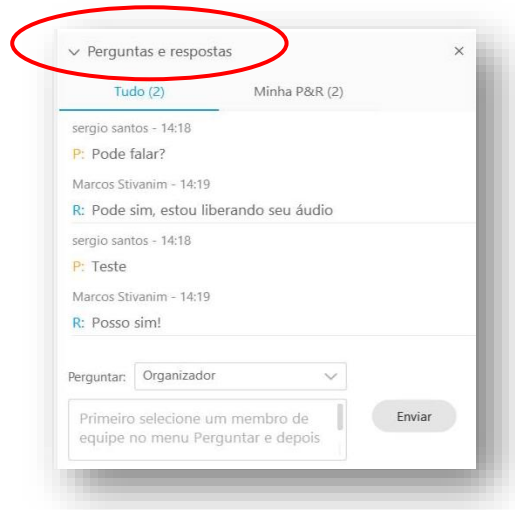 Perguntas e respostas ×
Tudo (2) Minha P&R (2)
sergio santos - 14:18
P: Pode falar?
Marcos Stivanim - 14:19
R: Pode sim, estou liberando seu áudio
sergio santos - 14:18
P: Teste
Marcos Stivanim - 14:19
R: Posso sim!
Perguntar: Organizador
Primeiro selecione um membro de
equipe no menu Perguntar e depois
Enviar